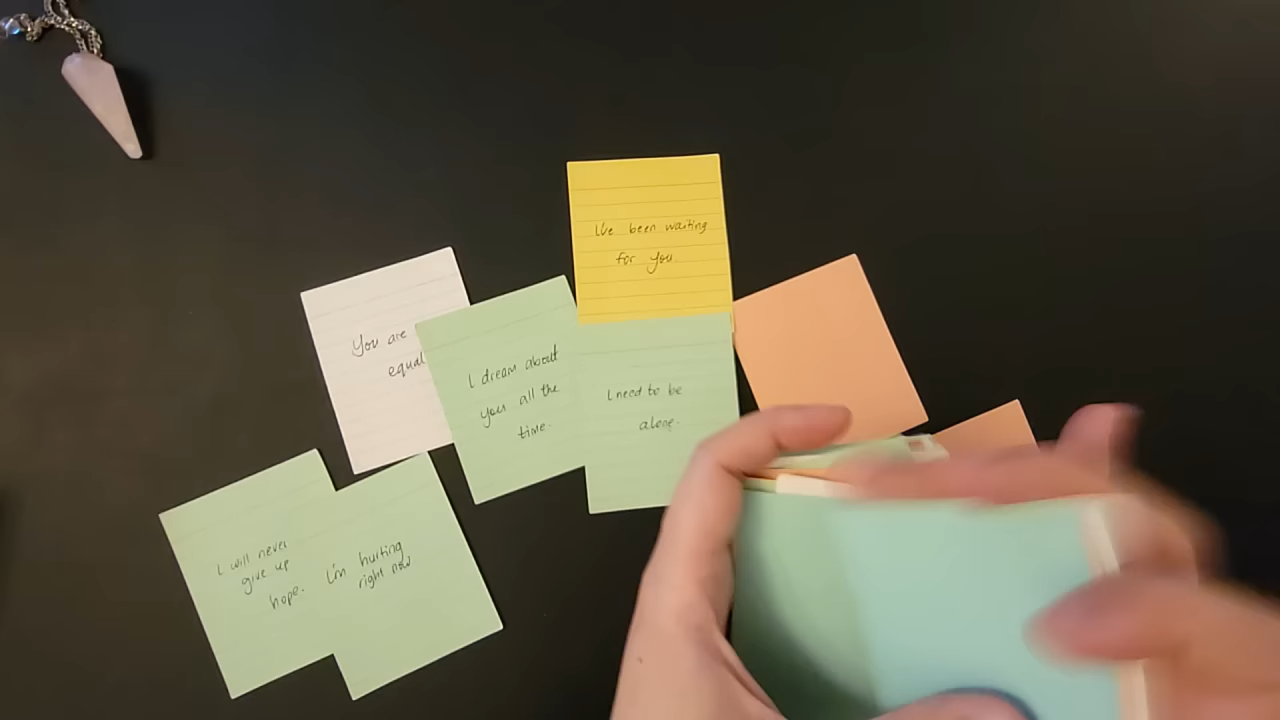 I've been waiting
for you
You are
equal
I dream about
you all the
time.
I need to be
alone.
I will never
give up
hope.
I'm hurting
right now